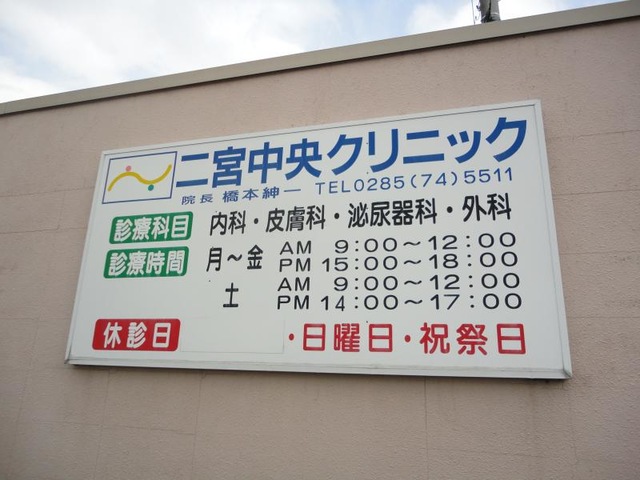 二宮中央クリニック
院長 橋本紳一 TEL0285(74)5511
診療科目 内科・皮膚科・泌尿器科・外科
診療時間 月～金 AM 9:00～12:00
PM 15:00～18:00
土 AM 9:00～12:00
PM 14:00～17:00
休診日 ・日曜日・祝祭日